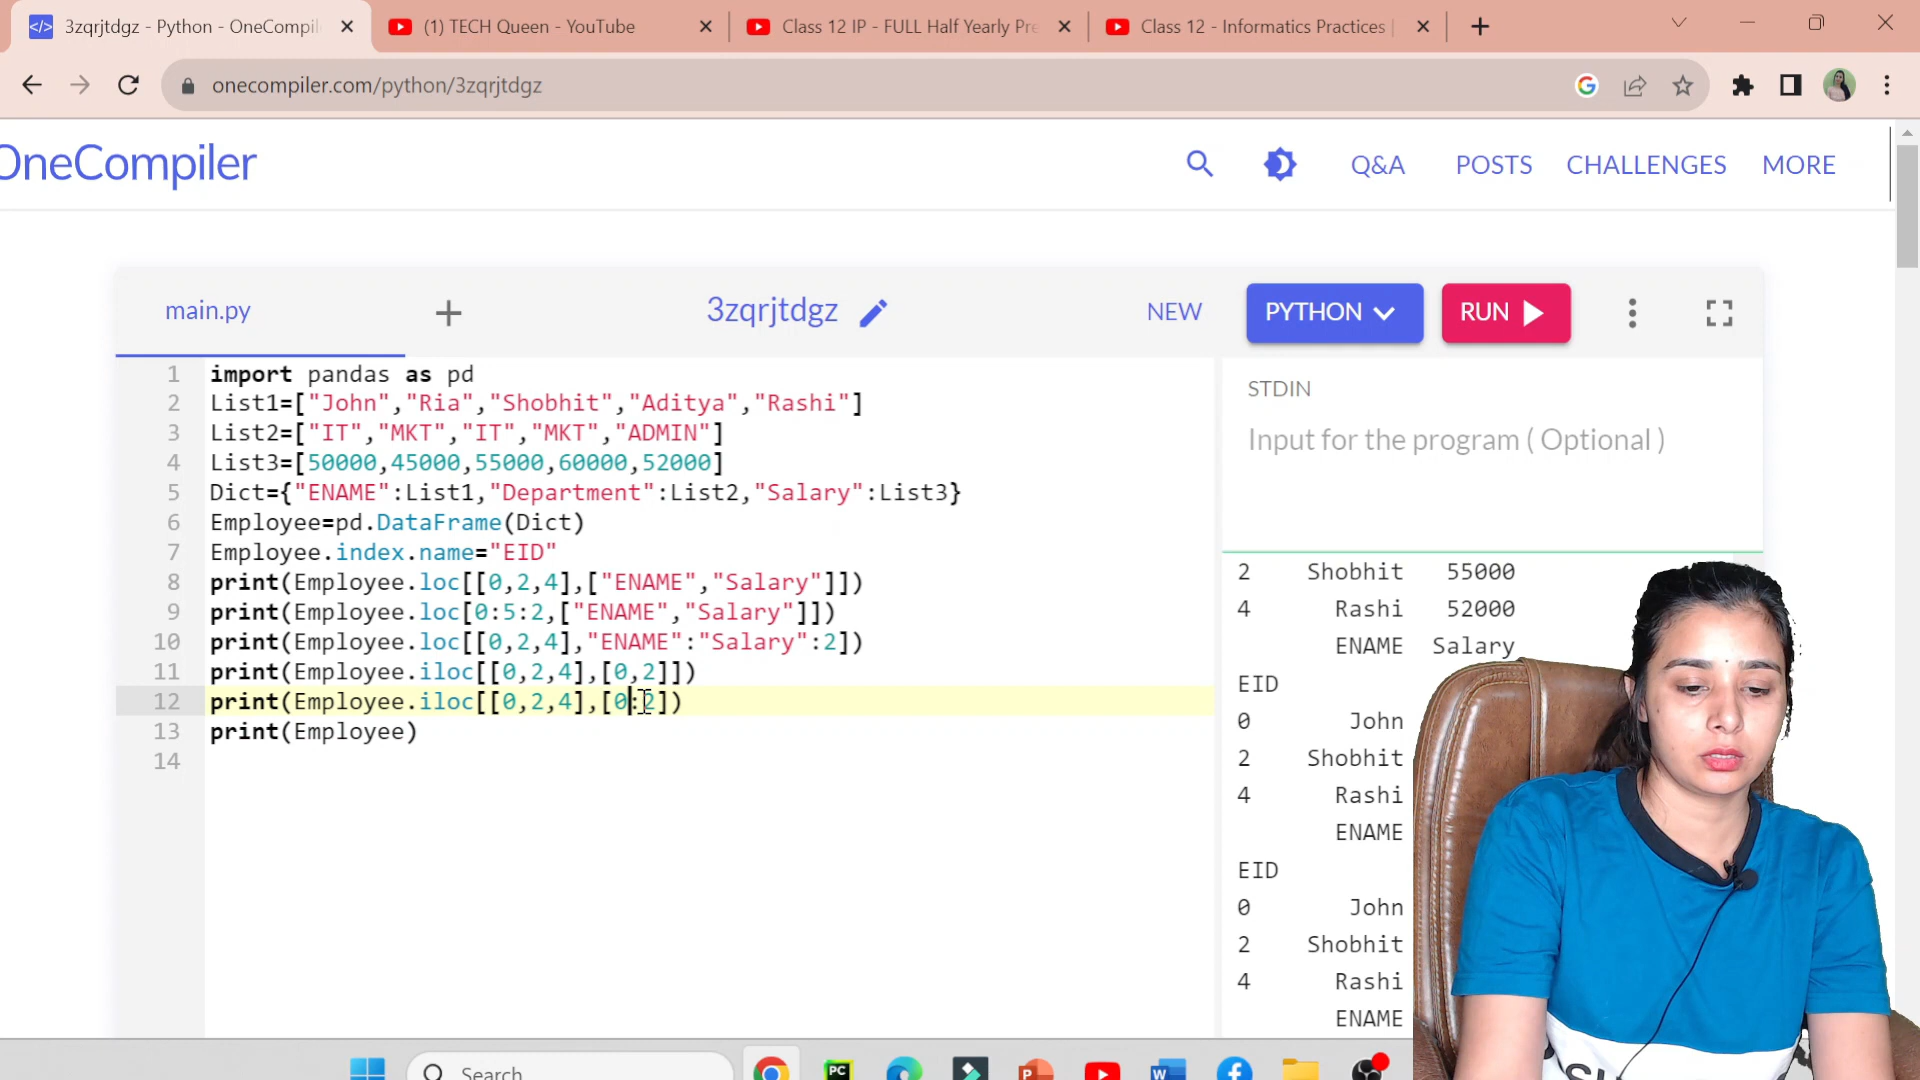 3zqrjtdgz - Python - OneCompil
(1) TECH Queen - YouTube
Class 12 IP - FULL Half Yearly Pre
Class 12 - Informatics Practices |
onecompiler.com/python/3zqrjtdgz
OneCompiler
Q&A
POSTS
CHALLENGES
MORE
main.py
3zqrjtdgz
NEW
PYTHON
RUN
1 import pandas as pd
2 List1=["John","Ria","Shobhit","Aditya","Rashi"]
3 List2=["IT","MKT","IT","MKT","ADMIN"]
4 List3=[50000,45000,55000,60000,52000]
5 Dict={"ENAME":List1,"Department":List2,"Salary":List3}
6 Employee=pd.DataFrame(Dict)
7 Employee.index.name="EID"
8 print(Employee.loc[[0,2,4],["ENAME","Salary"]])
9 print(Employee.loc[0:5:2,["ENAME","Salary"]])
10 print(Employee.loc[[0,2,4],"ENAME":"Salary":2])
11 print(Employee.iloc[[0,2,4],[0,2]])
12 print(Employee.iloc[[0,2,4],[0:2])
13 print(Employee)
14
STDIN
Input for the program ( Optional )
2 Shobhit 55000
4 Rashi 52000
ENAME Salary
EID
0 John
2 Shobhit
4 Rashi
ENAME
EID
0 John
2 Shobhit
4 Rashi
ENAME
Search